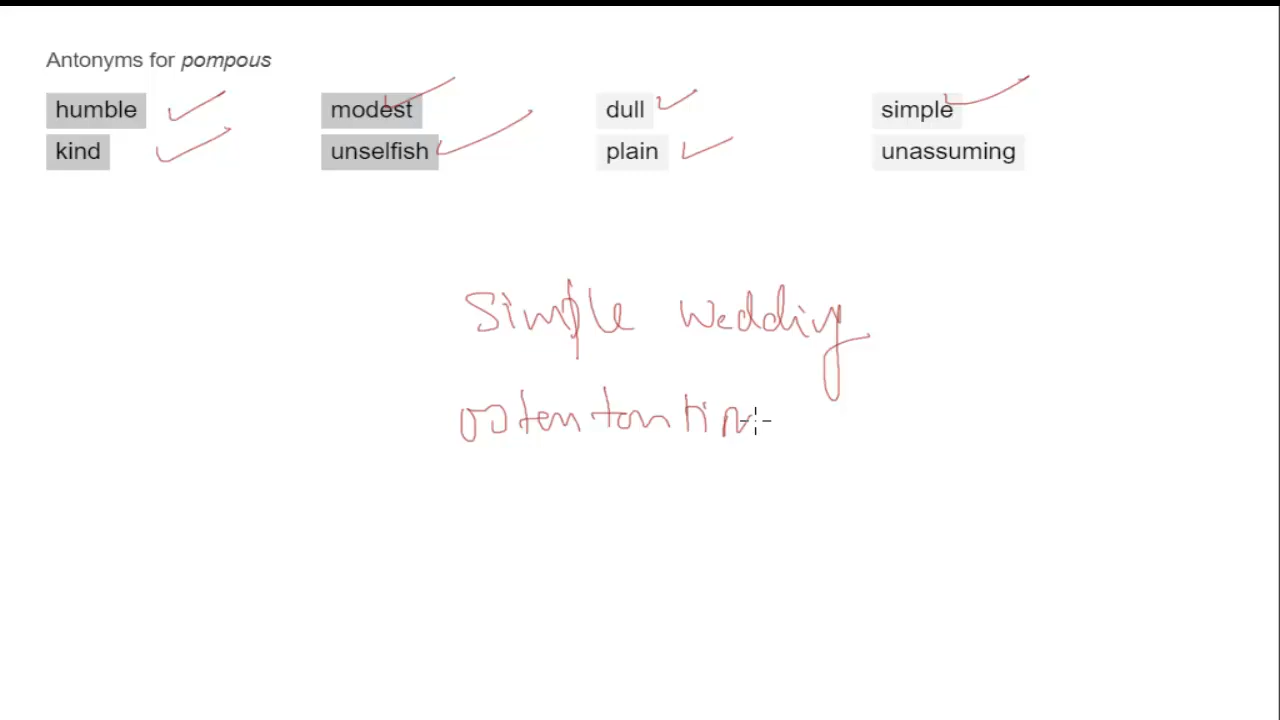 Antonyms for pompous
humble modest dull simple
kind unselfish plain unassuming
Simple wedding